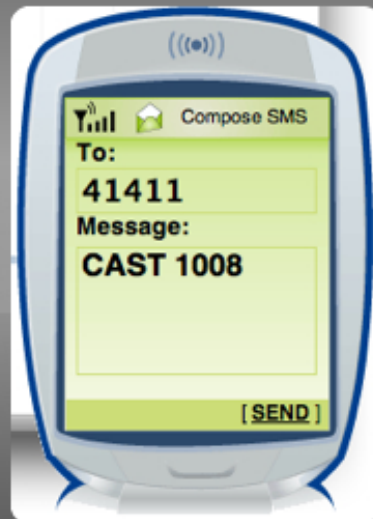 Compose SMS
To:
41411
Message:
CAST 1008
[ SEND ]